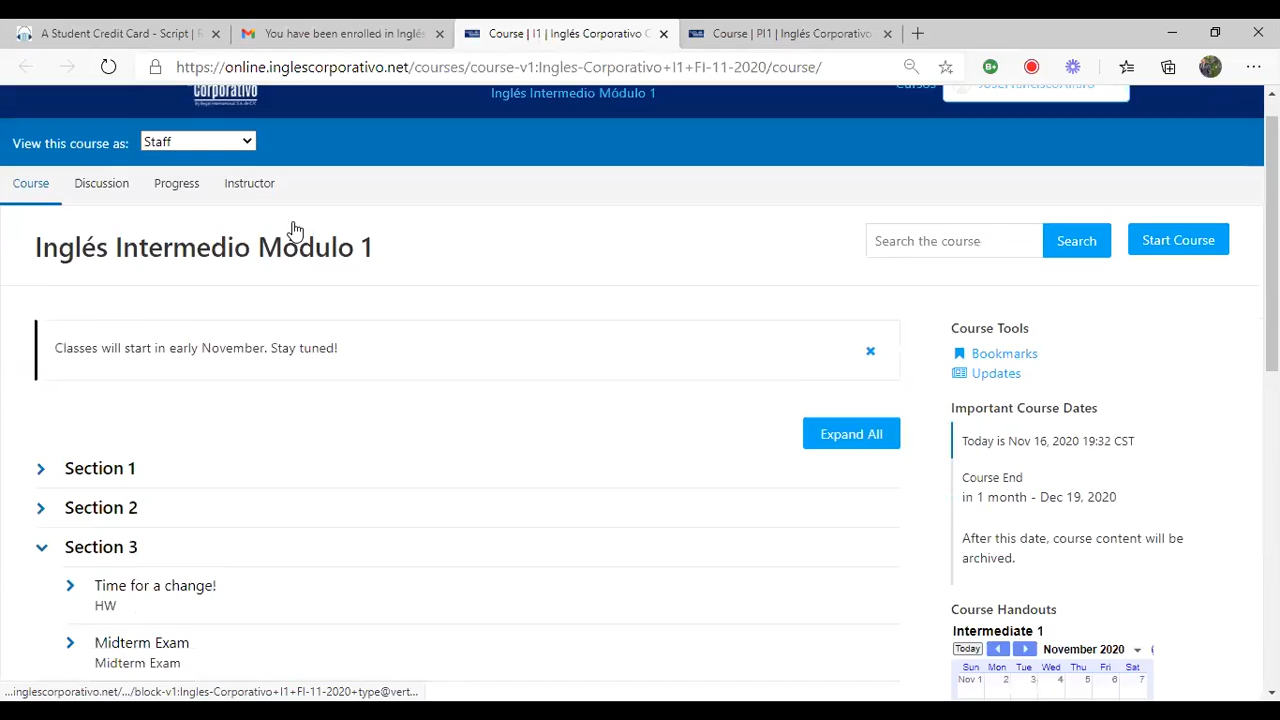 A Student Credit Card - Script | R
You have been enrolled in Inglés
Course | I1 | Inglés Corporativo
Course | PI1 | Inglés Corporativo
https://online.inglescorporativo.net/courses/course-v1:Ingles-Corporativo+I1+FI-11-2020/course/
Corporativo
Inglés Intermedio Módulo 1
Cursos
JoseFranciscoAlfaro
View this course as:
Staff
Course
Discussion
Progress
Instructor
Inglés Intermedio Módulo 1
Search the course
Search
Start Course
Classes will start in early November. Stay tuned!
Expand All
Section 1
Section 2
Section 3
Time for a change!
HW
Midterm Exam
Midterm Exam
Course Tools
Bookmarks
Updates
Important Course Dates
Today is Nov 16, 2020 19:32 CST
Course End
in 1 month - Dec 19, 2020
After this date, course content will be
archived.
Course Handouts
Intermediate 1
Today
November 2020
Sun Mon Tue Wed Thu Fri Sat
Nov 1 2 3 4 5 6 7
...inglescorporativo.net/.../block-v1:Ingles-Corporativo+I1+FI-11-2020+type@vert...